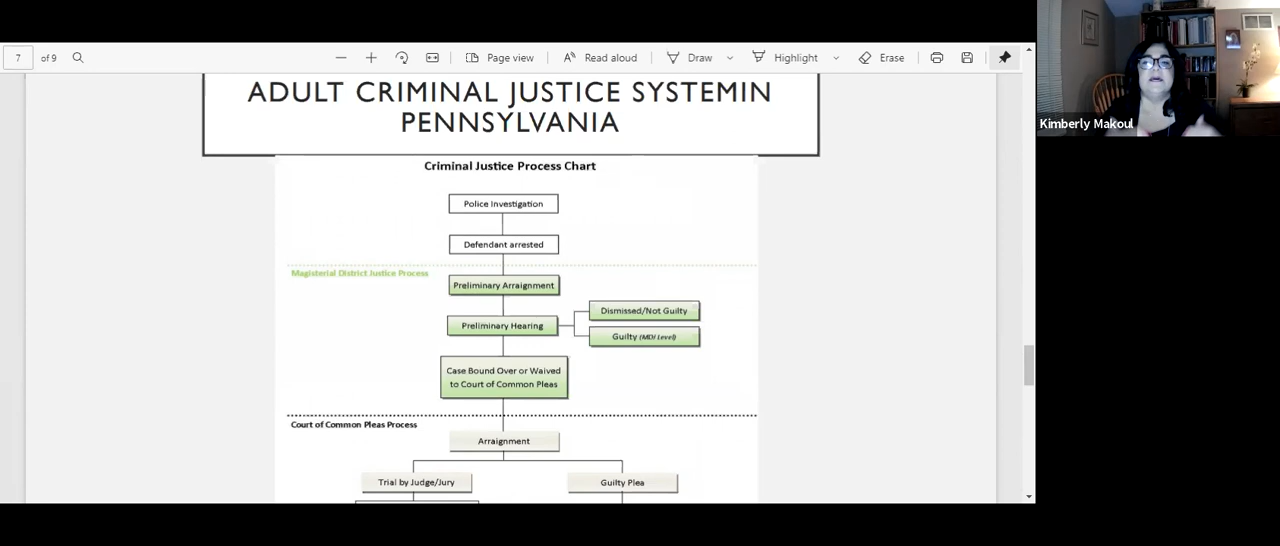 7 of 9
Page view
Read aloud
Draw
Highlight
Erase
Kimberly Makoul
ADULT CRIMINAL JUSTICE SYSTEMIN
PENNSYLVANIA
Criminal Justice Process Chart
Police Investigation
Defendant arrested
Magisterial District Justice Process
Preliminary Arraignment
Preliminary Hearing
Dismissed/Not Guilty
Guilty (MDJ Level)
Case Bound Over or Waived
to Court of Common Pleas
Court of Common Pleas Process
Arraignment
Trial by Judge/Jury
Guilty Plea